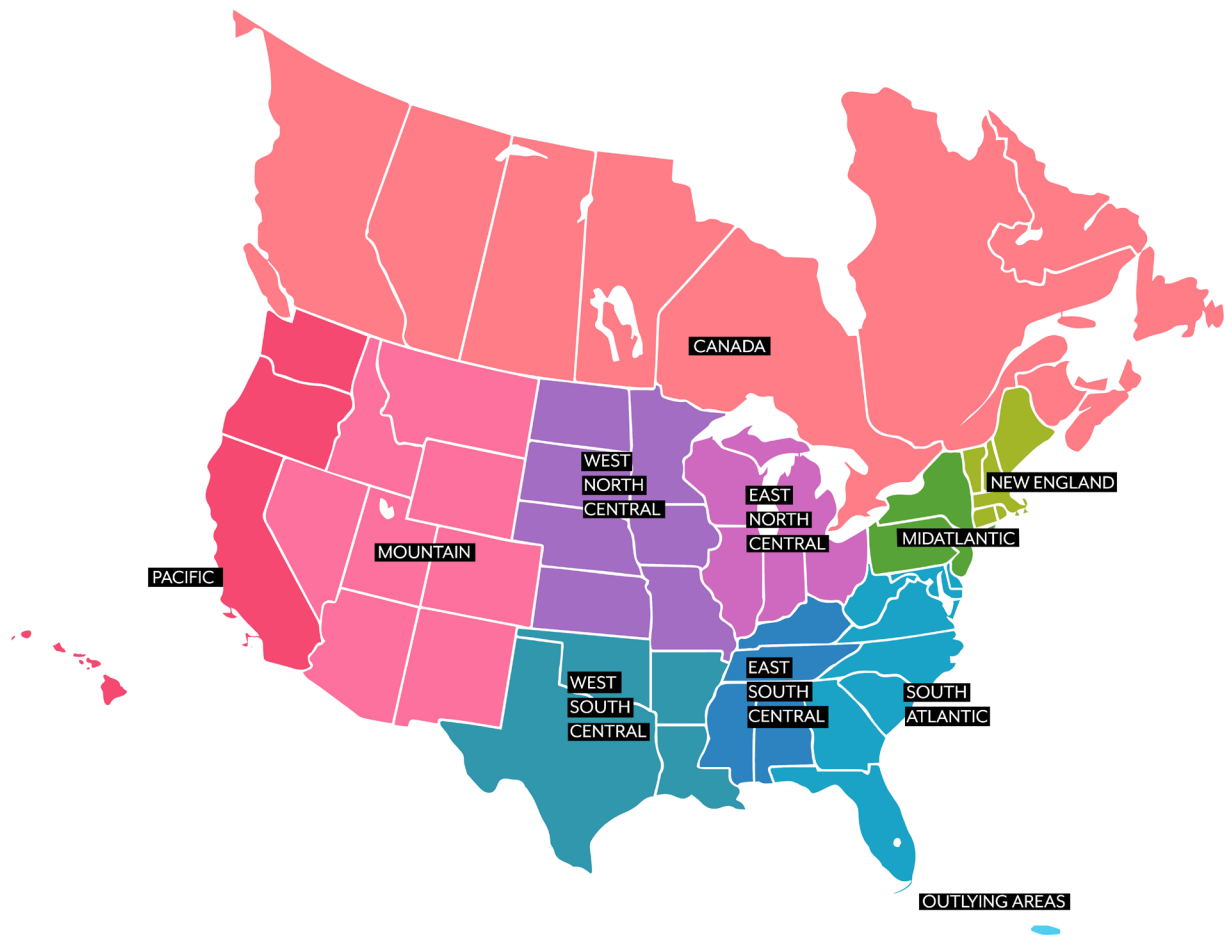 CANADA
WEST
NORTH
CENTRAL
EAST
NORTH
CENTRAL
NEW ENGLAND
MIDATLANTIC
MOUNTAIN
PACIFIC
WEST
SOUTH
CENTRAL
EAST
SOUTH
CENTRAL
SOUTH
ATLANTIC
OUTLYING AREAS